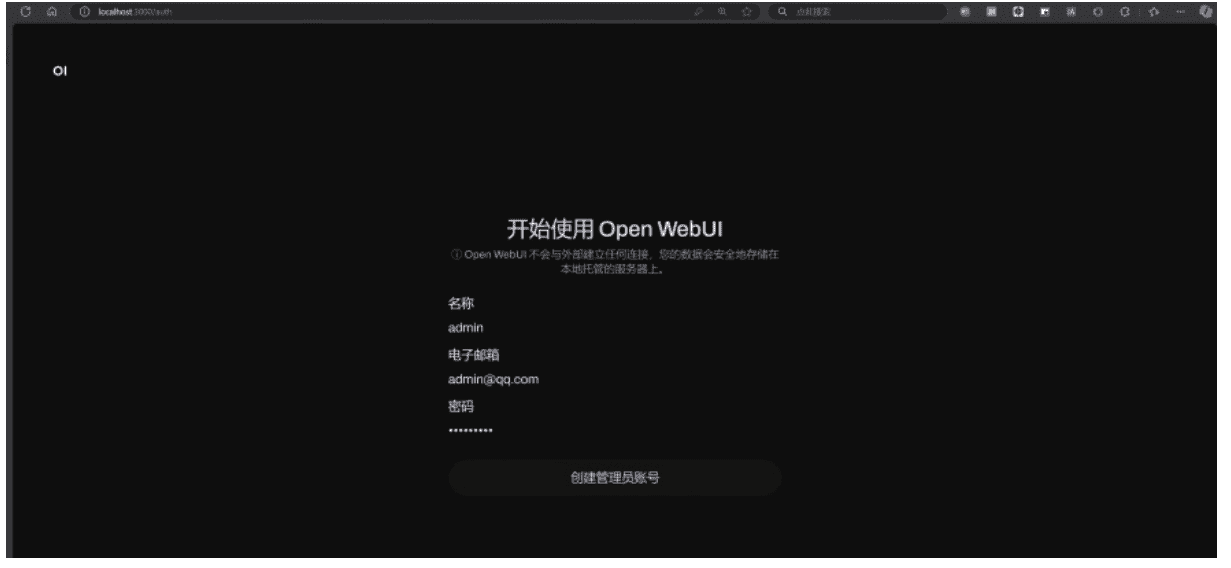 localhost:3000/auth
OI
开始使用 Open WebUI
ⓘ Open WebUI 不会与外部建立任何连接，您的数据会安全地存储在
本地托管的服务器上。
名称
admin
电子邮箱
admin@qq.com
密码
•••••••••
创建管理员账号